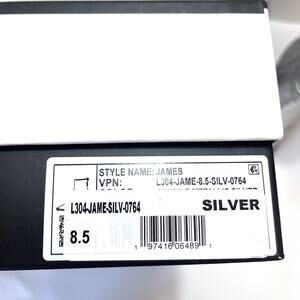 STYLE NAME: JAMES
VPN: L304-JAME-8.5-SILV-0764
L304-JAME-SILV-0764
SILVER
8.5
1 97416 06489 1